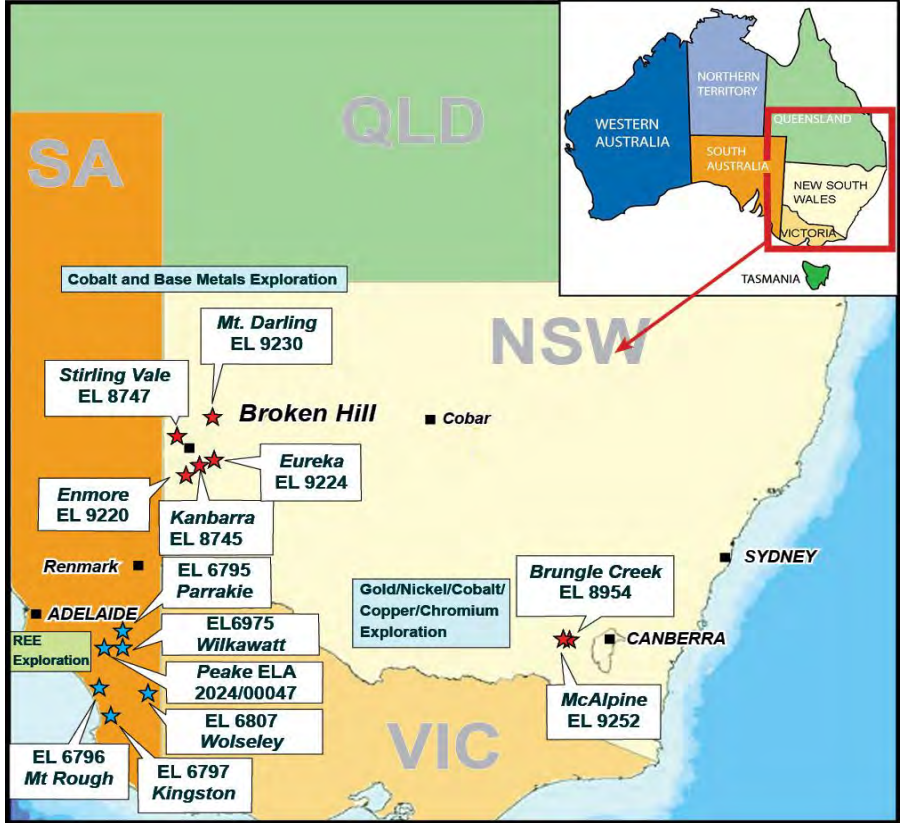 QLD
SA
NORTHERN
TERRITORY
QUEENSLAND
WESTERN
AUSTRALIA
SOUTH
AUSTRALIA
NEW SOUTH
WALES
VICTORIA
TASMANIA
Cobalt and Base Metals Exploration
NSW
Mt. Darling
EL 9230
Stirling Vale
EL 8747
Broken Hill
Cobar
Eureka
EL 9224
Enmore
EL 9220
Kanbarra
EL 8745
Renmark
EL 6795
Parrakie
ADELAIDE
EL6975
Wilkawatt
REE
Exploration
Peake ELA
2024/00047
EL 6807
Wolseley
EL 6796
Mt Rough
EL 6797
Kingston
Gold/Nickel/Cobalt/
Copper/Chromium
Exploration
Brungle Creek
EL 8954
SYDNEY
CANBERRA
McAlpine
EL 9252
VIC